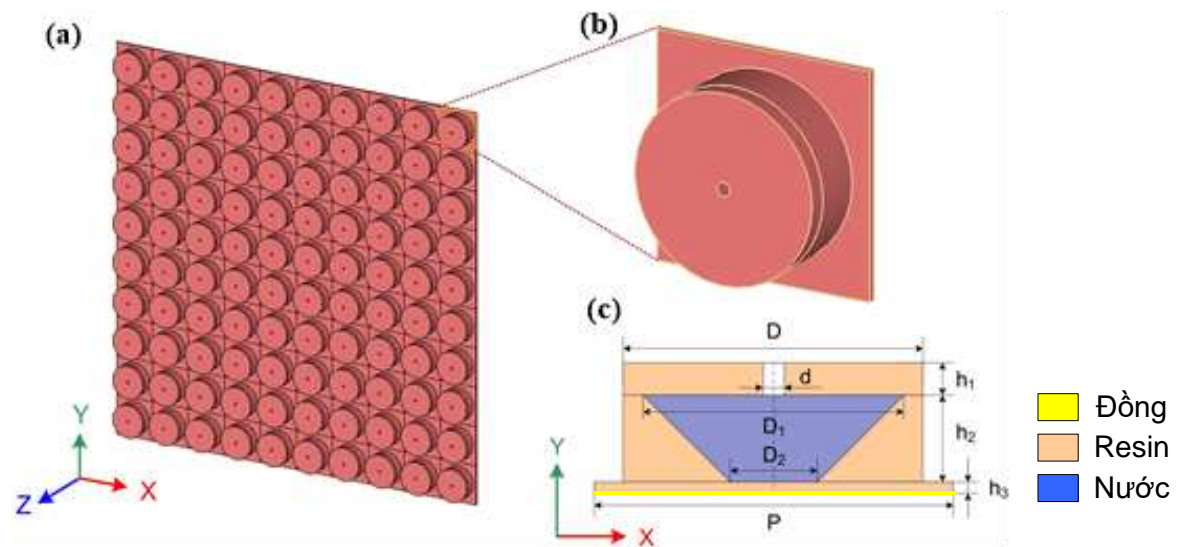 (a)
(b)
Y
Z
X
(c)
D
d
h₁
D₁
h₂
D₂
h₃
P
Y
X
Đồng
Resin
Nước